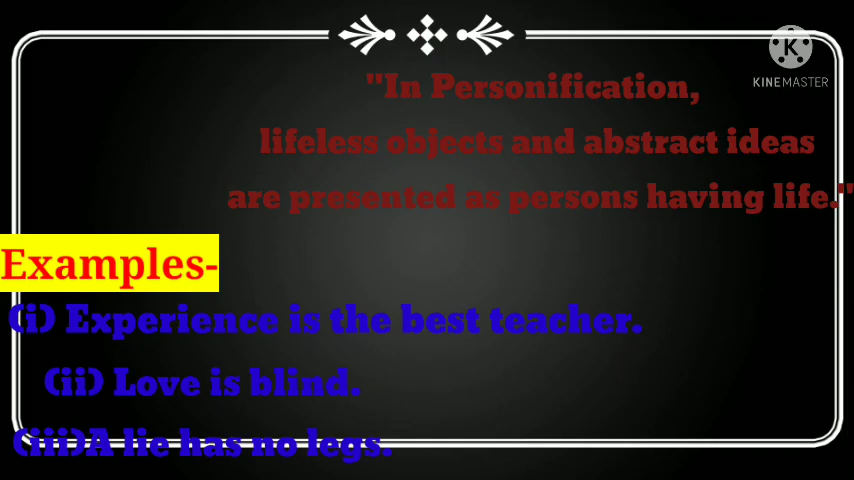 K
KINEMASTER
"In Personification,
lifeless objects and abstract ideas
are presented as persons having life."
Examples-
(i) Experience is the best teacher.
(ii) Love is blind.
(iii)A lie has no legs.